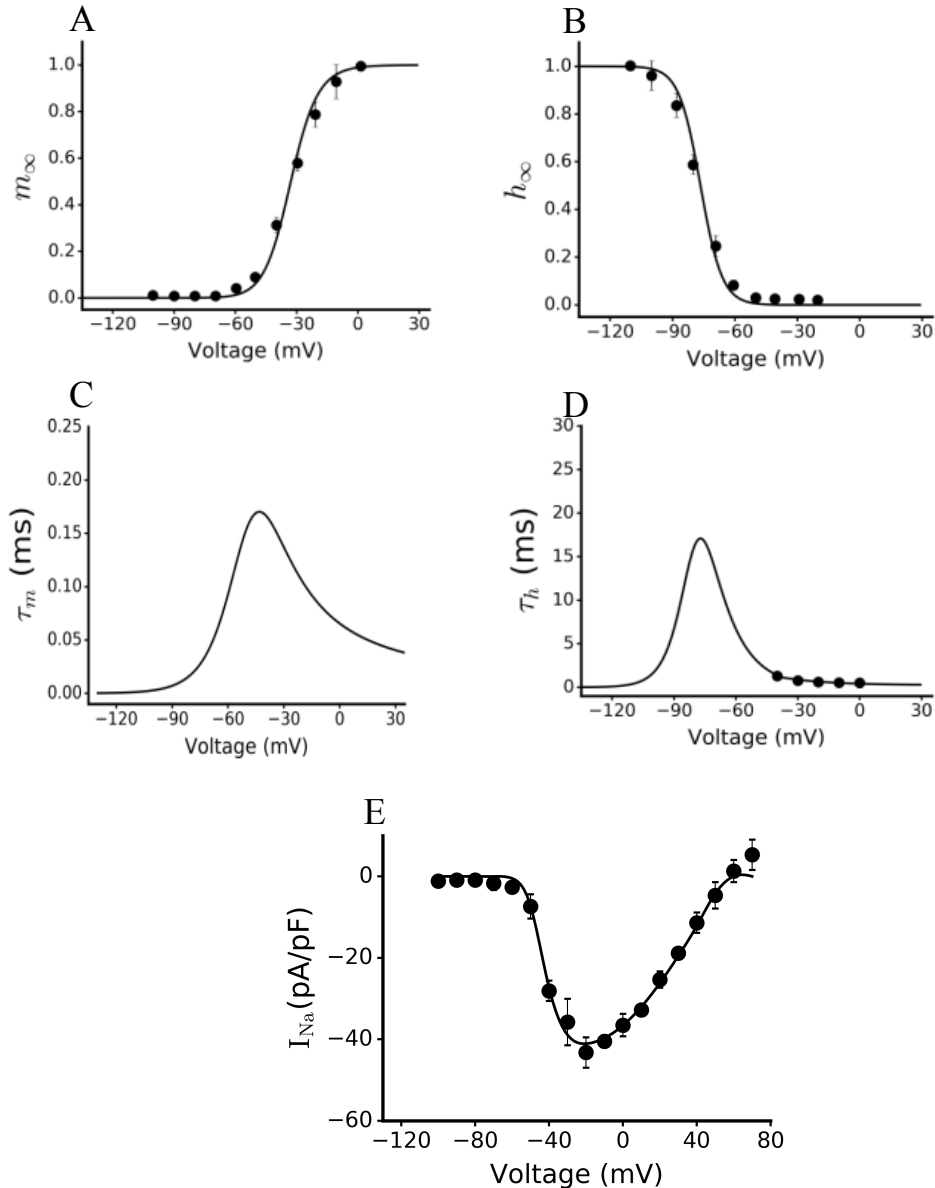 A
1.0
0.8
0.6
0.4
0.2
0.0
m∞
−120 −90 −60 −30 0 30
Voltage (mV)
B
1.0
0.8
0.6
0.4
0.2
0.0
h∞
−120 −90 −60 −30 0 30
Voltage (mV)
C
0.25
0.20
0.15
0.10
0.05
0.00
τm (ms)
−120 −90 −60 −30 0 30
Voltage (mV)
D
30
25
20
15
10
5
0
τh (ms)
−120 −90 −60 −30 0 30
Voltage (mV)
E
0
−20
−40
−60
INa(pA/pF)
−120 −80 −40 0 40 80
Voltage (mV)